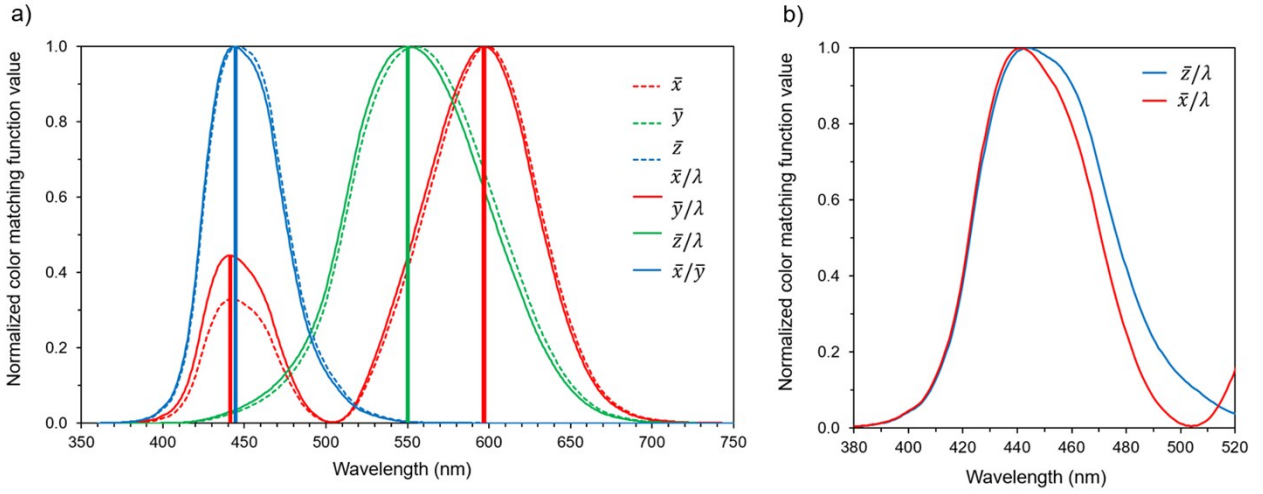 a)
Normalized color matching function value
1.0
0.8
0.6
0.4
0.2
0.0
350 400 450 500 550 600 650 700 750
Wavelength (nm)
x̄
ȳ
z̄
x̄/λ
ȳ/λ
z̄/λ
x̄/ȳ
b)
Normalized color matching function value
1.0
0.8
0.6
0.4
0.2
0.0
380 400 420 440 460 480 500 520
Wavelength (nm)
z̄/λ
x̄/λ